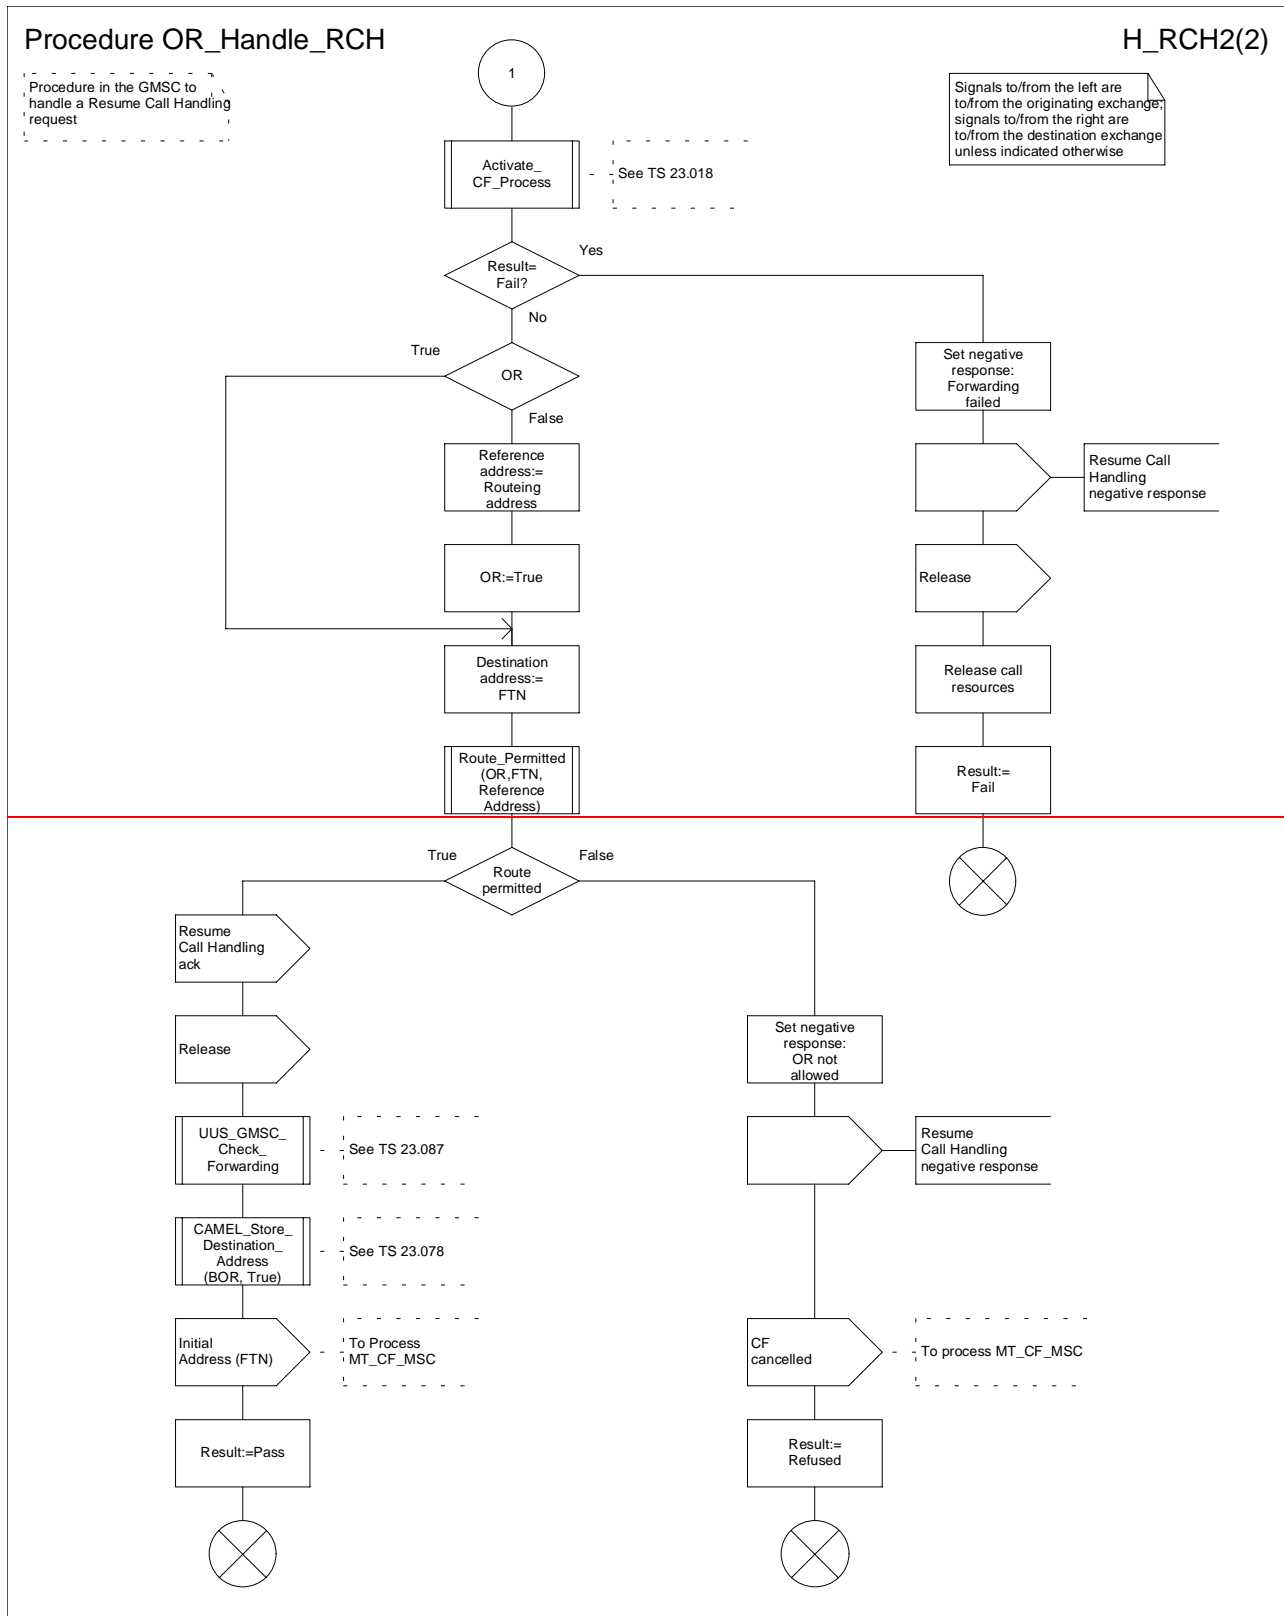 Procedure OR_Handle_RCH
H_RCH2(2)
Procedure in the GMSC to
handle a Resume Call Handling
request
1
Signals to/from the left are
to/from the originating exchange;
signals to/from the right are
to/from the destination exchange
unless indicated otherwise
Activate_
CF_Process
See TS 23.018
Result=
Fail?
Yes
No
True
OR
False
Set negative
response:
Forwarding
failed
Reference
address:=
Routeing
address
Resume Call
Handling
negative response
OR:=True
Release
Destination
address:=
FTN
Release call
resources
Route_Permitted
(OR,FTN,
Reference
Address)
Result:=
Fail
True
False
Route
permitted
Resume
Call Handling
ack
Release
Set negative
response:
OR not
allowed
UUS_GMSC_
Check_
Forwarding
See TS 23.087
Resume
Call Handling
negative response
CAMEL_Store_
Destination_
Address
(BOR, True)
See TS 23.078
Initial
Address (FTN)
To Process
MT_CF_MSC
CF
cancelled
To process MT_CF_MSC
Result:=Pass
Result:=
Refused